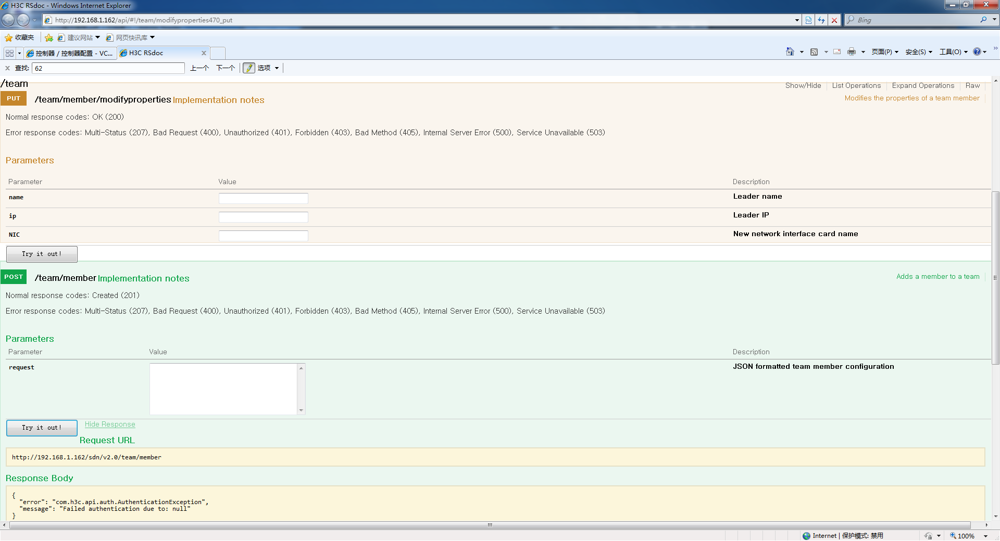 H3C RSdoc - Windows Internet Explorer
http://192.168.1.162/api/#!/team/modifyproperties470_put
Bing
收藏夹 建议网站 网页快讯库
控制器 / 控制器配置 - VC... H3C RSdoc
页面(P) 安全(S) 工具(O)
查找: 62 上一个 下一个 选项
/team Show/Hide List Operations Expand Operations Raw
PUT /team/member/modifyproperties Implementation notes Modifies the properties of a team member
Normal response codes: OK (200)
Error response codes: Multi-Status (207), Bad Request (400), Unauthorized (401), Forbidden (403), Bad Method (405), Internal Server Error (500), Service Unavailable (503)
Parameters
Parameter Value Description
name Leader name
ip Leader IP
NIC New network interface card name
Try it out!
POST /team/member Implementation notes Adds a member to a team
Normal response codes: Created (201)
Error response codes: Multi-Status (207), Bad Request (400), Unauthorized (401), Forbidden (403), Bad Method (405), Internal Server Error (500), Service Unavailable (503)
Parameters
Parameter Value Description
request JSON formatted team member configuration
Try it out! Hide Response
Request URL
http://192.168.1.162/sdn/v2.0/team/member
Response Body
{
"error": "com.h3c.api.auth.AuthenticationException",
"message": "Failed authentication due to: null"
}
Internet | 保护模式: 禁用 100%